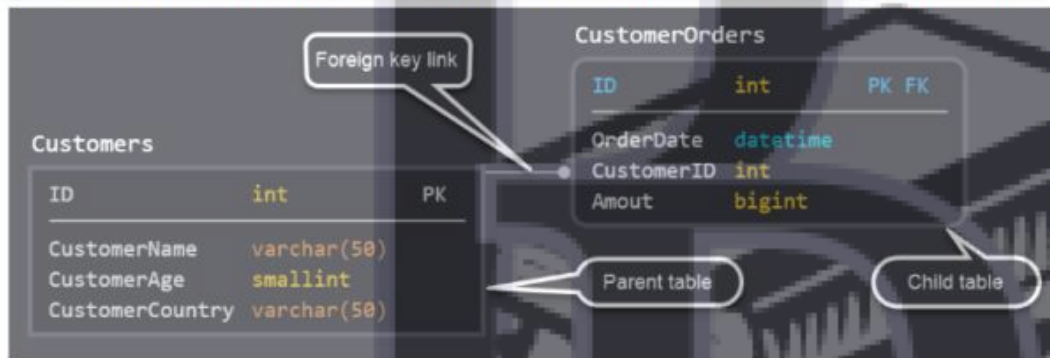 CustomerOrders
Foreign key link
ID int PK FK
OrderDate datetime
CustomerID int
Amout bigint
Customers
ID int PK
CustomerName varchar(50)
CustomerAge smallint
CustomerCountry varchar(50)
Parent table
Child table